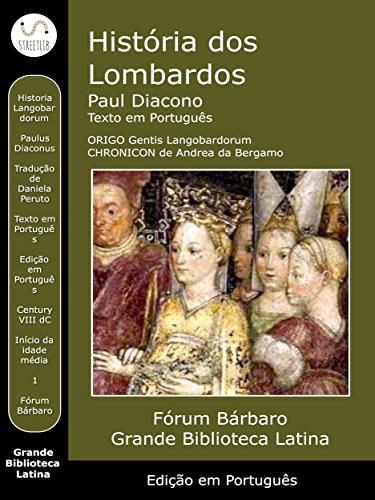 STREETLIB
Historia
Langobar
dorum
Paulus
Diaconus
Tradução
de
Daniela
Peruto
Texto em
Portuguê
s
Edição
em
Portuguê
s
Century
VIII dC
Início da
idade
média
1
Fórum
Bárbaro
Grande
Biblioteca
Latina
História dos
Lombardos
Paul Diacono
Texto em Português
ORIGO Gentis Langobardorum
CHRONICON de Andrea da Bergamo
Fórum Bárbaro
Grande Biblioteca Latina
Edição em Português